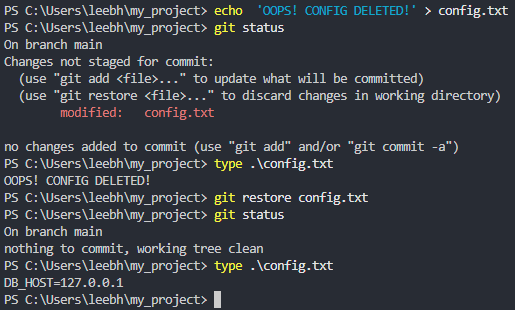 PS C:\Users\leebh\my_project> echo  'OOPS! CONFIG DELETED!' > config.txt
PS C:\Users\leebh\my_project> git status
On branch main
Changes not staged for commit:
  (use "git add <file>..." to update what will be committed)
  (use "git restore <file>..." to discard changes in working directory)
        modified:   config.txt

no changes added to commit (use "git add" and/or "git commit -a")
PS C:\Users\leebh\my_project> type .\config.txt
OOPS! CONFIG DELETED!
PS C:\Users\leebh\my_project> git restore config.txt
PS C:\Users\leebh\my_project> git status
On branch main
nothing to commit, working tree clean
PS C:\Users\leebh\my_project> type .\config.txt
DB_HOST=127.0.0.1
PS C:\Users\leebh\my_project>